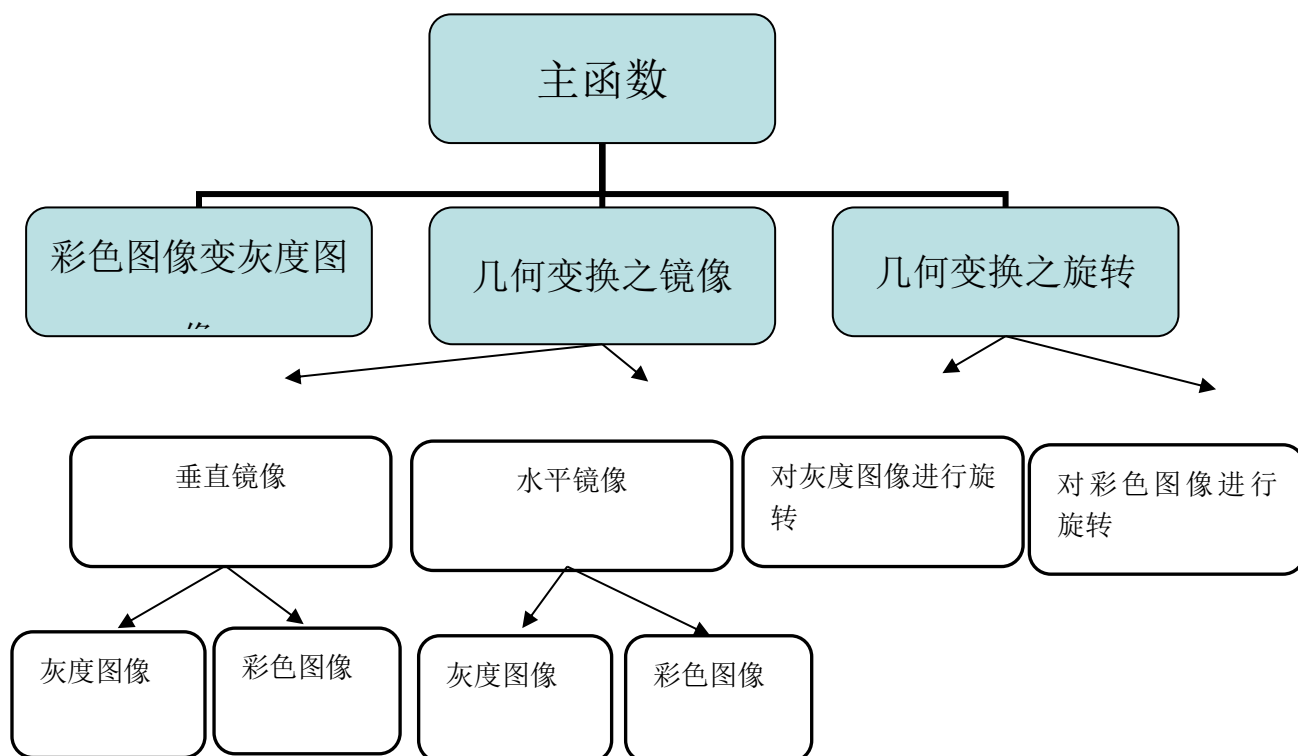 主函数
彩色图像变灰度图
几何变换之镜像
几何变换之旋转
垂直镜像
水平镜像
对灰度图像进行旋
转
对彩色图像进行
旋转
灰度图像
彩色图像
灰度图像
彩色图像